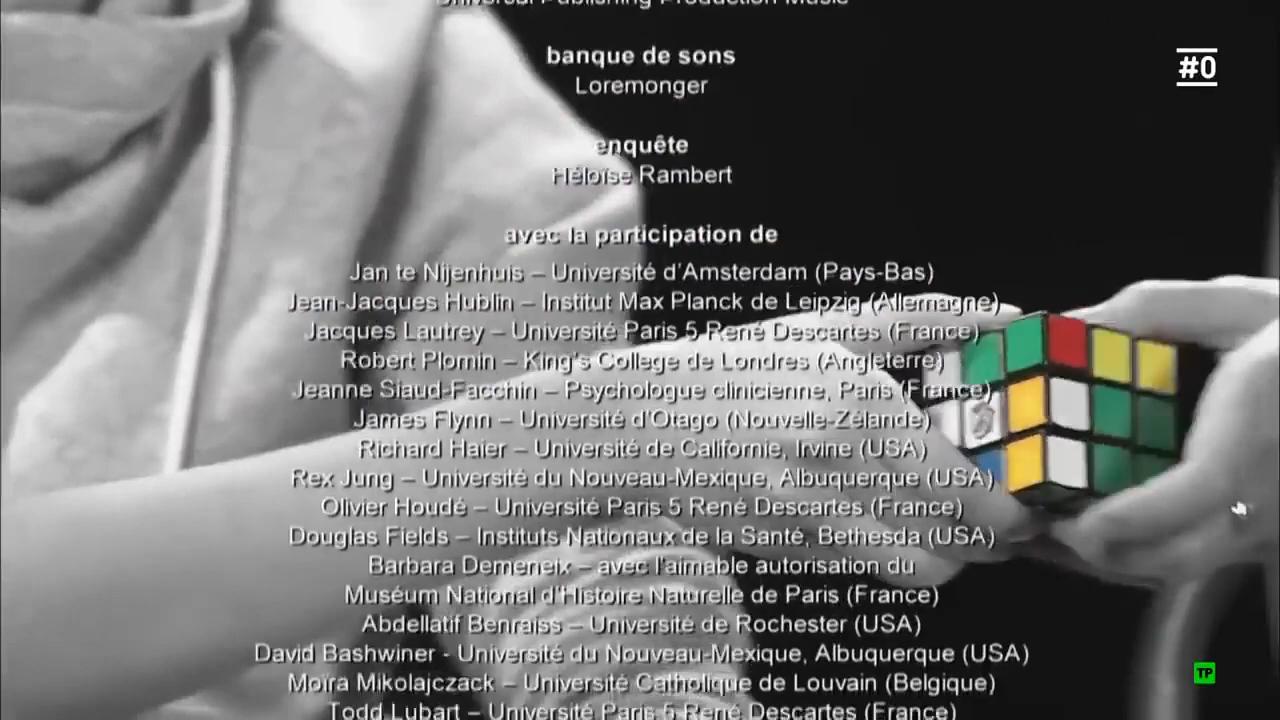 Universal Publishing Production Music
banque de sons
Loremonger
enquête
Héloïse Rambert
avec la participation de
Jan te Nijenhuis – Université d'Amsterdam (Pays-Bas)
Jean-Jacques Hublin – Institut Max Planck de Leipzig (Allemagne)
Jacques Lautrey – Université Paris 5 René Descartes (France)
Robert Plomin – King's College de Londres (Angleterre)
Jeanne Siaud-Facchin – Psychologue clinicienne, Paris (France)
James Flynn – Université d'Otago (Nouvelle-Zélande)
Richard Haier – Université de Californie, Irvine (USA)
Rex Jung – Université du Nouveau-Mexique, Albuquerque (USA)
Olivier Houdé – Université Paris 5 René Descartes (France)
Douglas Fields – Instituts Nationaux de la Santé, Bethesda (USA)
Barbara Demeneix – avec l'aimable autorisation du
Muséum National d'Histoire Naturelle de Paris (France)
Abdellatif Benraiss – Université de Rochester (USA)
David Bashwiner - Université du Nouveau-Mexique, Albuquerque (USA)
Moïra Mikolajczack – Université Catholique de Louvain (Belgique)
Todd Lubart – Université Paris 5 René Descartes (France)
#0
TP